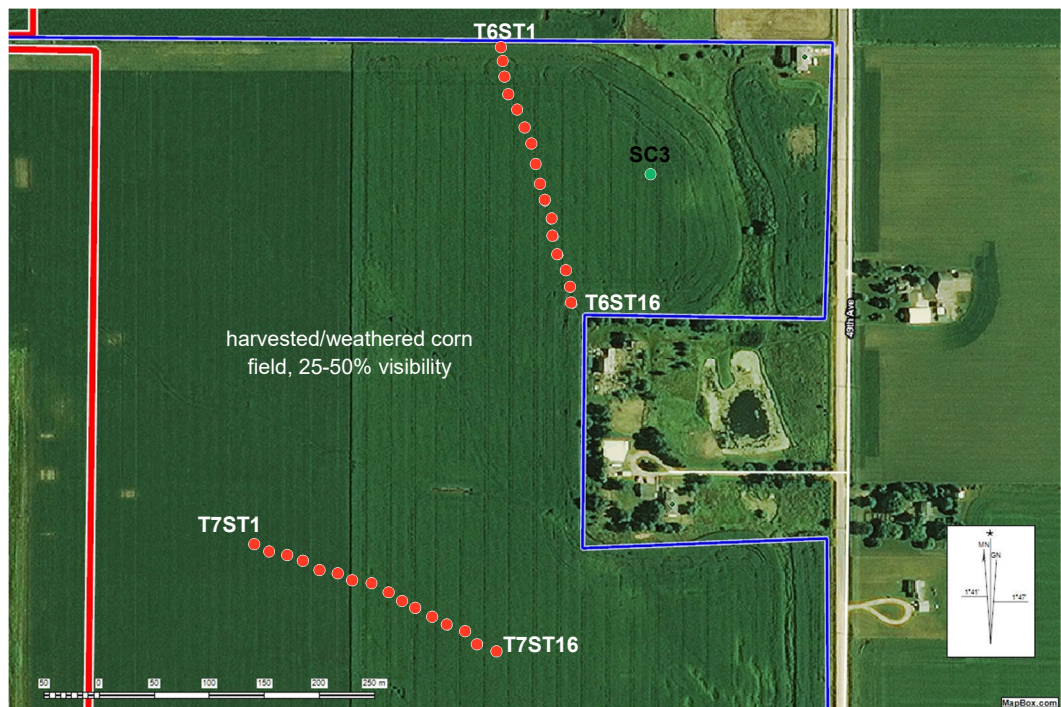 T6ST1
SC3
T6ST16
49th Ave
harvested/weathered corn
field, 25-50% visibility
T7ST1
T7ST16
MN
GN
1°41'
1°47'
50 0 50 100 150 200 250 m
MapBox.com